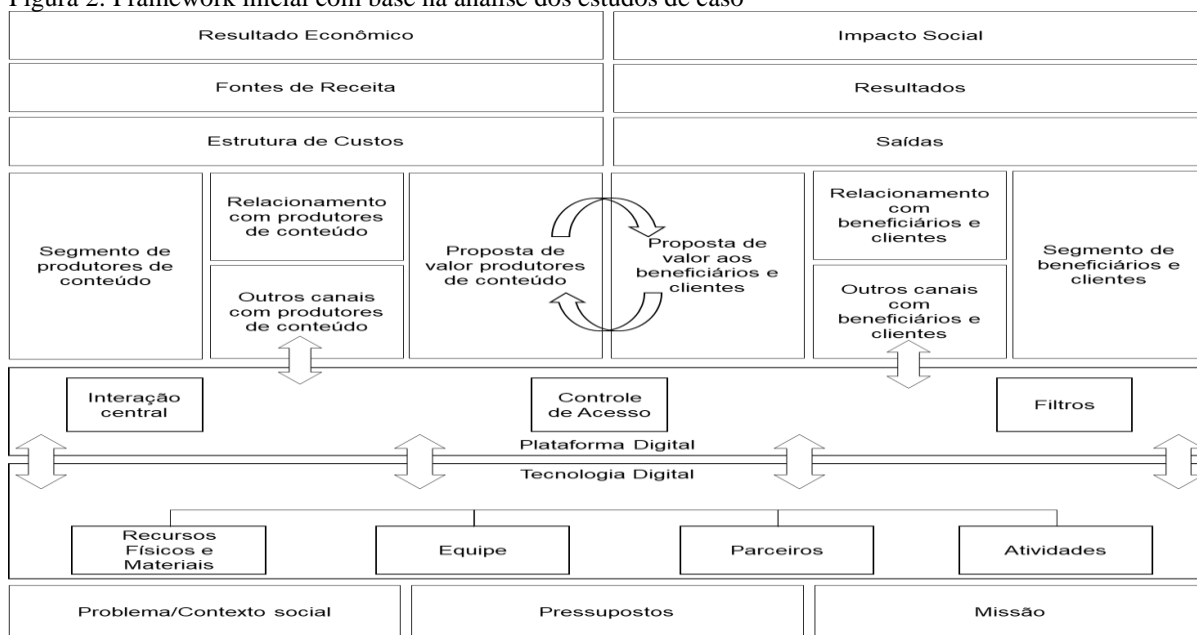 Figura 2: Framework inicial com base na análise dos estudos de caso
Resultado Econômico
Impacto Social
Fontes de Receita
Resultados
Estrutura de Custos
Saídas
Segmento de
produtores de
conteúdo
Relacionamento
com produtores
de conteúdo
Outros canais
com produtores
de conteúdo
Proposta de
valor produtores
de conteúdo
Proposta de
valor aos
beneficiários e
clientes
Relacionamento
com
beneficiários e
clientes
Outros canais
com
beneficiários e
clientes
Segmento de
beneficiários e
clientes
Interação
central
Controle
de Acesso
Filtros
Plataforma Digital
Tecnologia Digital
Recursos
Físicos e
Materiais
Equipe
Parceiros
Atividades
Problema/Contexto social
Pressupostos
Missão